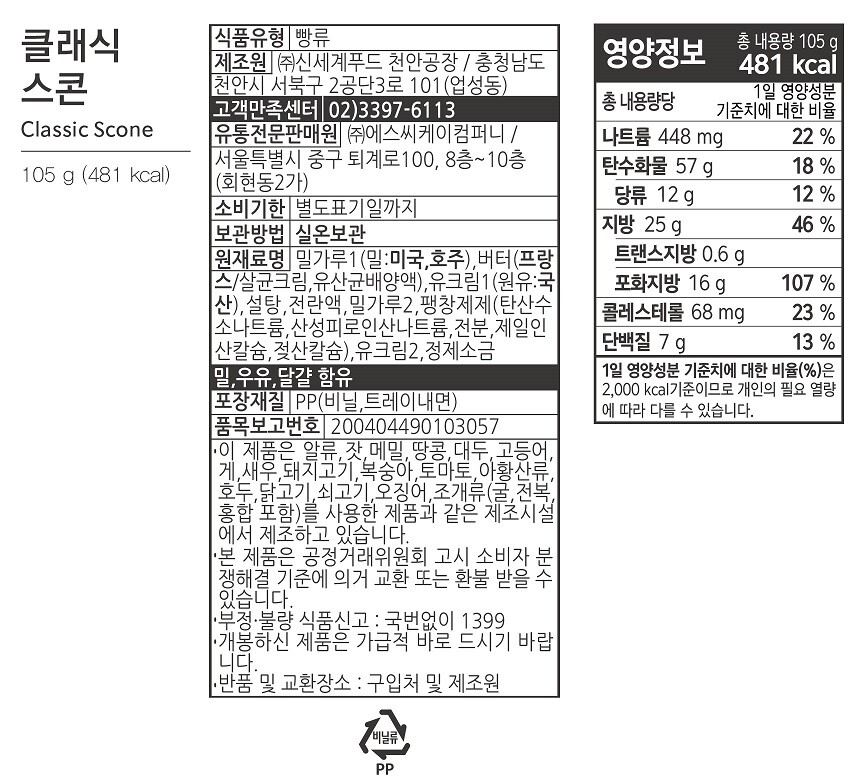 클래식
스콘
Classic Scone
105 g (481 kcal)
식품유형 빵류
제조원 ㈜신세계푸드 천안공장 / 충청남도
천안시 서북구 2공단3로 101(업성동)
고객만족센터 02)3397-6113
유통전문판매원 ㈜에스씨케이컴퍼니 /
서울특별시 중구 퇴계로100, 8층~10층
(회현동2가)
소비기한 별도표기일까지
보관방법 실온보관
원재료명 밀가루1(밀:미국,호주),버터(프랑
스/살균크림,유산균배양액),유크림1(원유:국
산),설탕,전란액,밀가루2,팽창제제(탄산수
소나트륨,산성피로인산나트륨,전분,제일인
산칼슘,젖산칼슘),유크림2,정제소금
밀,우유,달걀 함유
포장재질 PP(비닐,트레이내면)
품목보고번호 200404490103057
·이 제품은 알류,잣,메밀,땅콩,대두,고등어,
게,새우,돼지고기,복숭아,토마토,아황산류,
호두,닭고기,쇠고기,오징어,조개류(굴,전복,
홍합 포함)를 사용한 제품과 같은 제조시설
에서 제조하고 있습니다.
·본 제품은 공정거래위원회 고시 소비자 분
쟁해결 기준에 의거 교환 또는 환불 받을 수
있습니다.
·부정·불량 식품신고 : 국번없이 1399
·개봉하신 제품은 가급적 바로 드시기 바랍
니다.
·반품 및 교환장소 : 구입처 및 제조원
비닐류
PP
영양정보 총 내용량 105 g
481 kcal
총 내용량당 1일 영양성분
기준치에 대한 비율
나트륨 448 mg 22 %
탄수화물 57 g 18 %
당류 12 g 12 %
지방 25 g 46 %
트랜스지방 0.6 g
포화지방 16 g 107 %
콜레스테롤 68 mg 23 %
단백질 7 g 13 %
1일 영양성분 기준치에 대한 비율(%)은
2,000 kcal기준이므로 개인의 필요 열량
에 따라 다를 수 있습니다.